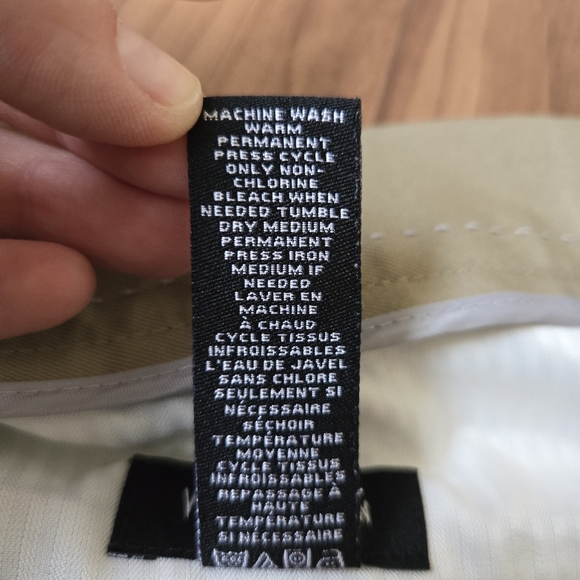 MACHINE WASH
WARM
PERMANENT
PRESS CYCLE
ONLY NON-
CHLORINE
BLEACH WHEN
NEEDED TUMBLE
DRY MEDIUM
PERMANENT
PRESS IRON
MEDIUM IF
NEEDED
LAVER EN
MACHINE
À CHAUD
CYCLE TISSUS
INFROISSABLES
L'EAU DE JAVEL
SANS CHLORE
SEULEMENT SI
NÉCESSAIRE
SÉCHOIR
TEMPÉRATURE
MOYENNE
CYCLE TISSUS
INFROISSABLES
REPASSAGE À
HAUTE
TEMPÉRATURE
SI NÉCESSAIRE